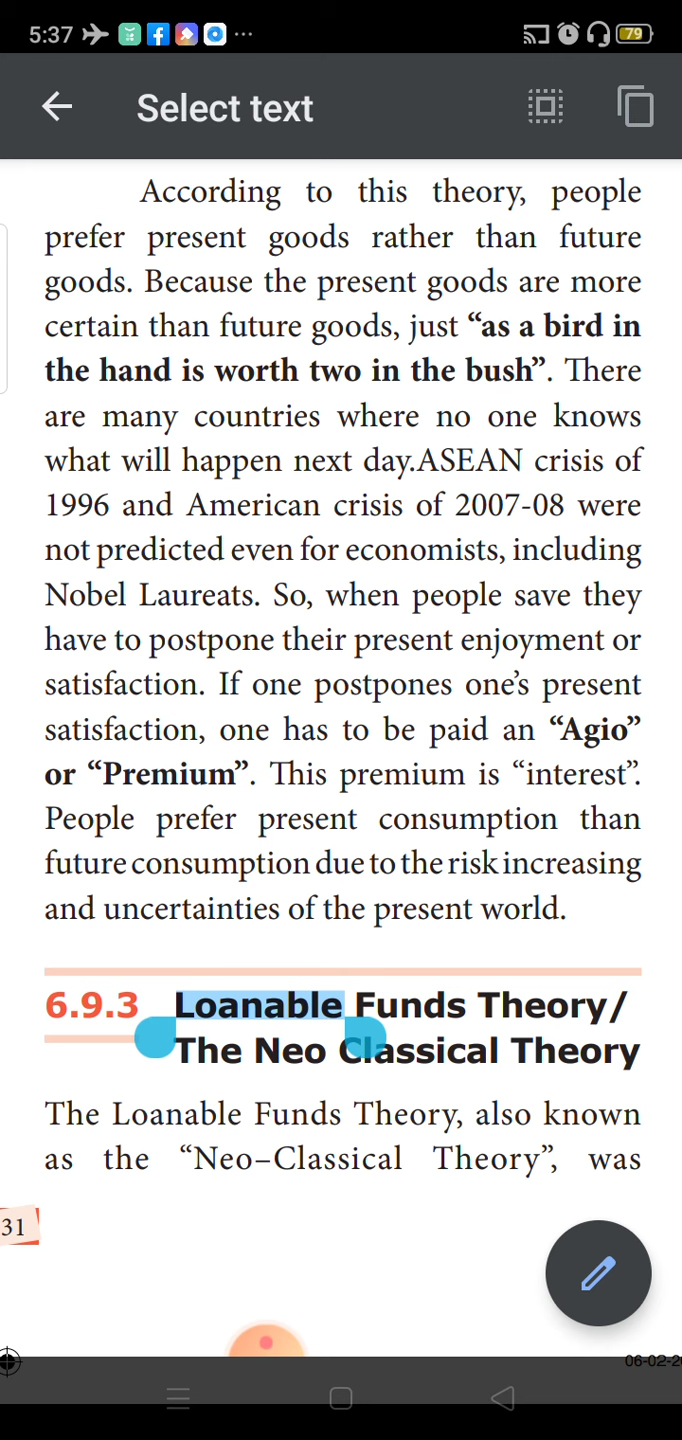 5:37
79
Select text
According to this theory, people
prefer present goods rather than future
goods. Because the present goods are more
certain than future goods, just “as a bird in
the hand is worth two in the bush”. There
are many countries where no one knows
what will happen next day.ASEAN crisis of
1996 and American crisis of 2007-08 were
not predicted even for economists, including
Nobel Laureats. So, when people save they
have to postpone their present enjoyment or
satisfaction. If one postpones one’s present
satisfaction, one has to be paid an “Agio”
or “Premium”. This premium is “interest”.
People prefer present consumption than
future consumption due to the risk increasing
and uncertainties of the present world.
6.9.3 Loanable Funds Theory/
The Neo Classical Theory
The Loanable Funds Theory, also known
as the “Neo–Classical Theory”, was
31
06-02-2